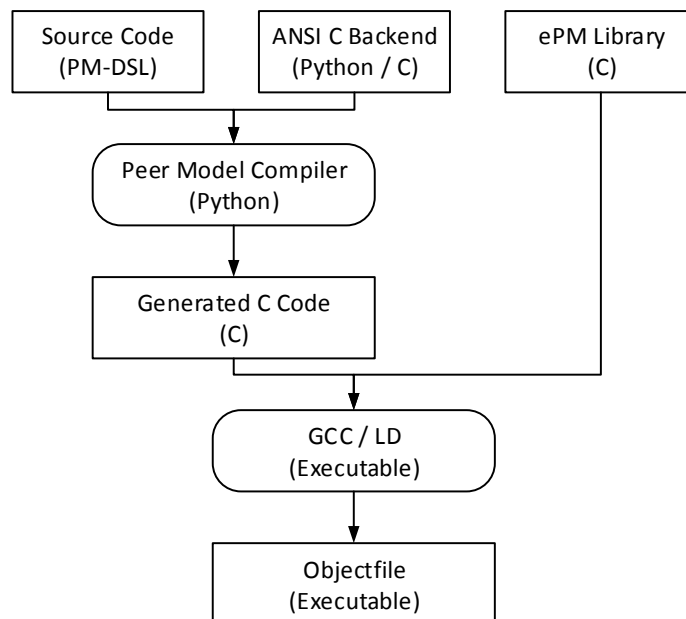 Source Code
(PM-DSL)
ANSI C Backend
(Python / C)
ePM Library
(C)
Peer Model Compiler
(Python)
Generated C Code
(C)
GCC / LD
(Executable)
Objectfile
(Executable)